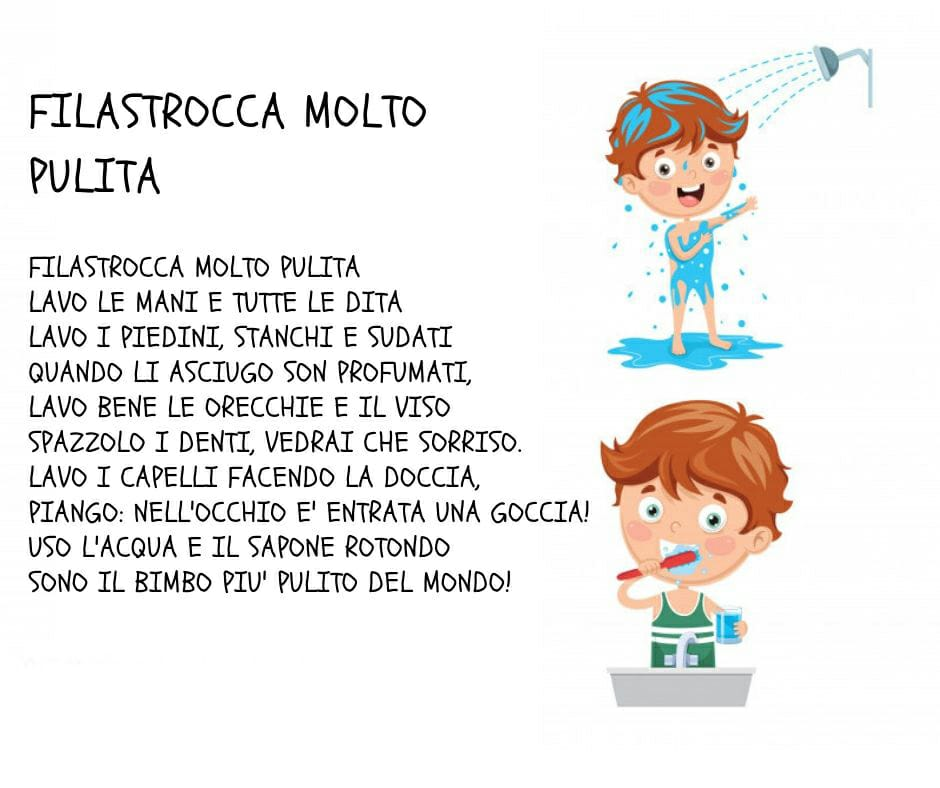 FILASTROCCA MOLTO
PULITA
FILASTROCCA MOLTO PULITA
LAVO LE MANI E TUTTE LE DITA
LAVO I PIEDINI, STANCHI E SUDATI
QUANDO LI ASCIUGO SON PROFUMATI,
LAVO BENE LE ORECCHIE E IL VISO
SPAZZOLO I DENTI, VEDRAI CHE SORRISO.
LAVO I CAPELLI FACENDO LA DOCCIA,
PIANGO: NELL'OCCHIO E' ENTRATA UNA GOCCIA!
USO L'ACQUA E IL SAPONE ROTONDO
SONO IL BIMBO PIU' PULITO DEL MONDO!